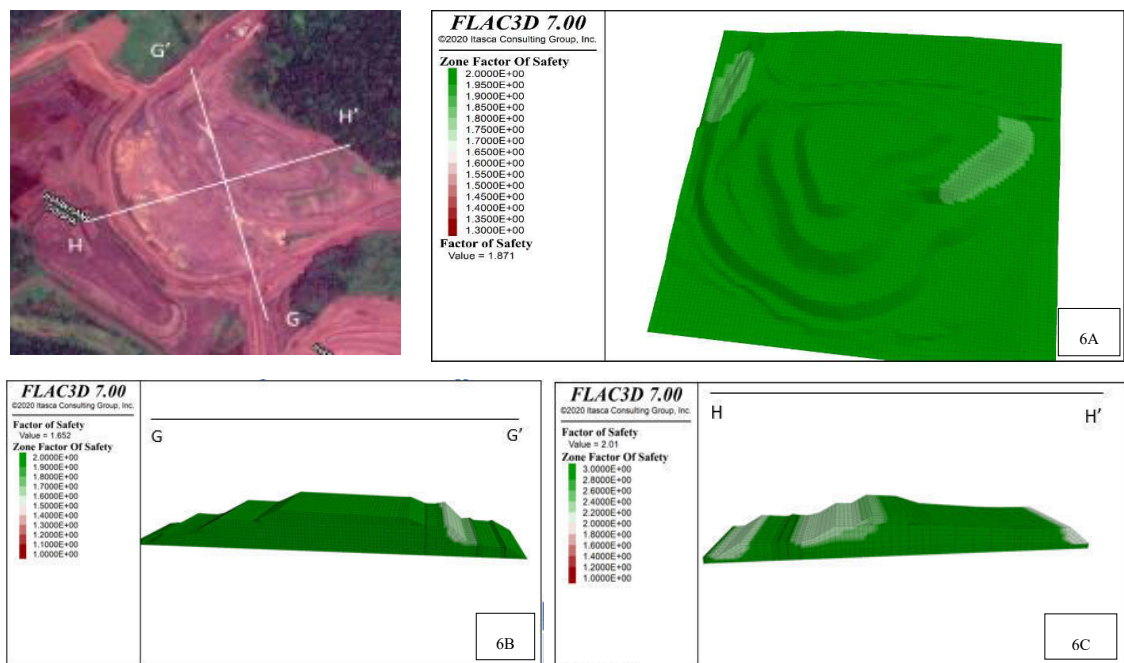 G'
H'
H
G
FLAC3D 7.00
©2020 Itasca Consulting Group, Inc.
Zone Factor Of Safety
2.0000E+00
1.9500E+00
1.9000E+00
1.8500E+00
1.8000E+00
1.7500E+00
1.7000E+00
1.6500E+00
1.6000E+00
1.5500E+00
1.5000E+00
1.4500E+00
1.4000E+00
1.3500E+00
1.3000E+00
Factor of Safety
Value = 1.871
6A
FLAC3D 7.00
©2020 Itasca Consulting Group, Inc.
Factor of Safety
Value = 1.652
Zone Factor Of Safety
2.0000E+00
1.9000E+00
1.8000E+00
1.7000E+00
1.6000E+00
1.5000E+00
1.4000E+00
1.3000E+00
1.2000E+00
1.1000E+00
1.0000E+00
G
G'
6B
FLAC3D 7.00
©2020 Itasca Consulting Group, Inc.
Factor of Safety
Value = 2.01
Zone Factor Of Safety
3.0000E+00
2.8000E+00
2.6000E+00
2.4000E+00
2.2000E+00
2.0000E+00
1.8000E+00
1.6000E+00
1.4000E+00
1.2000E+00
1.0000E+00
H
H'
6C